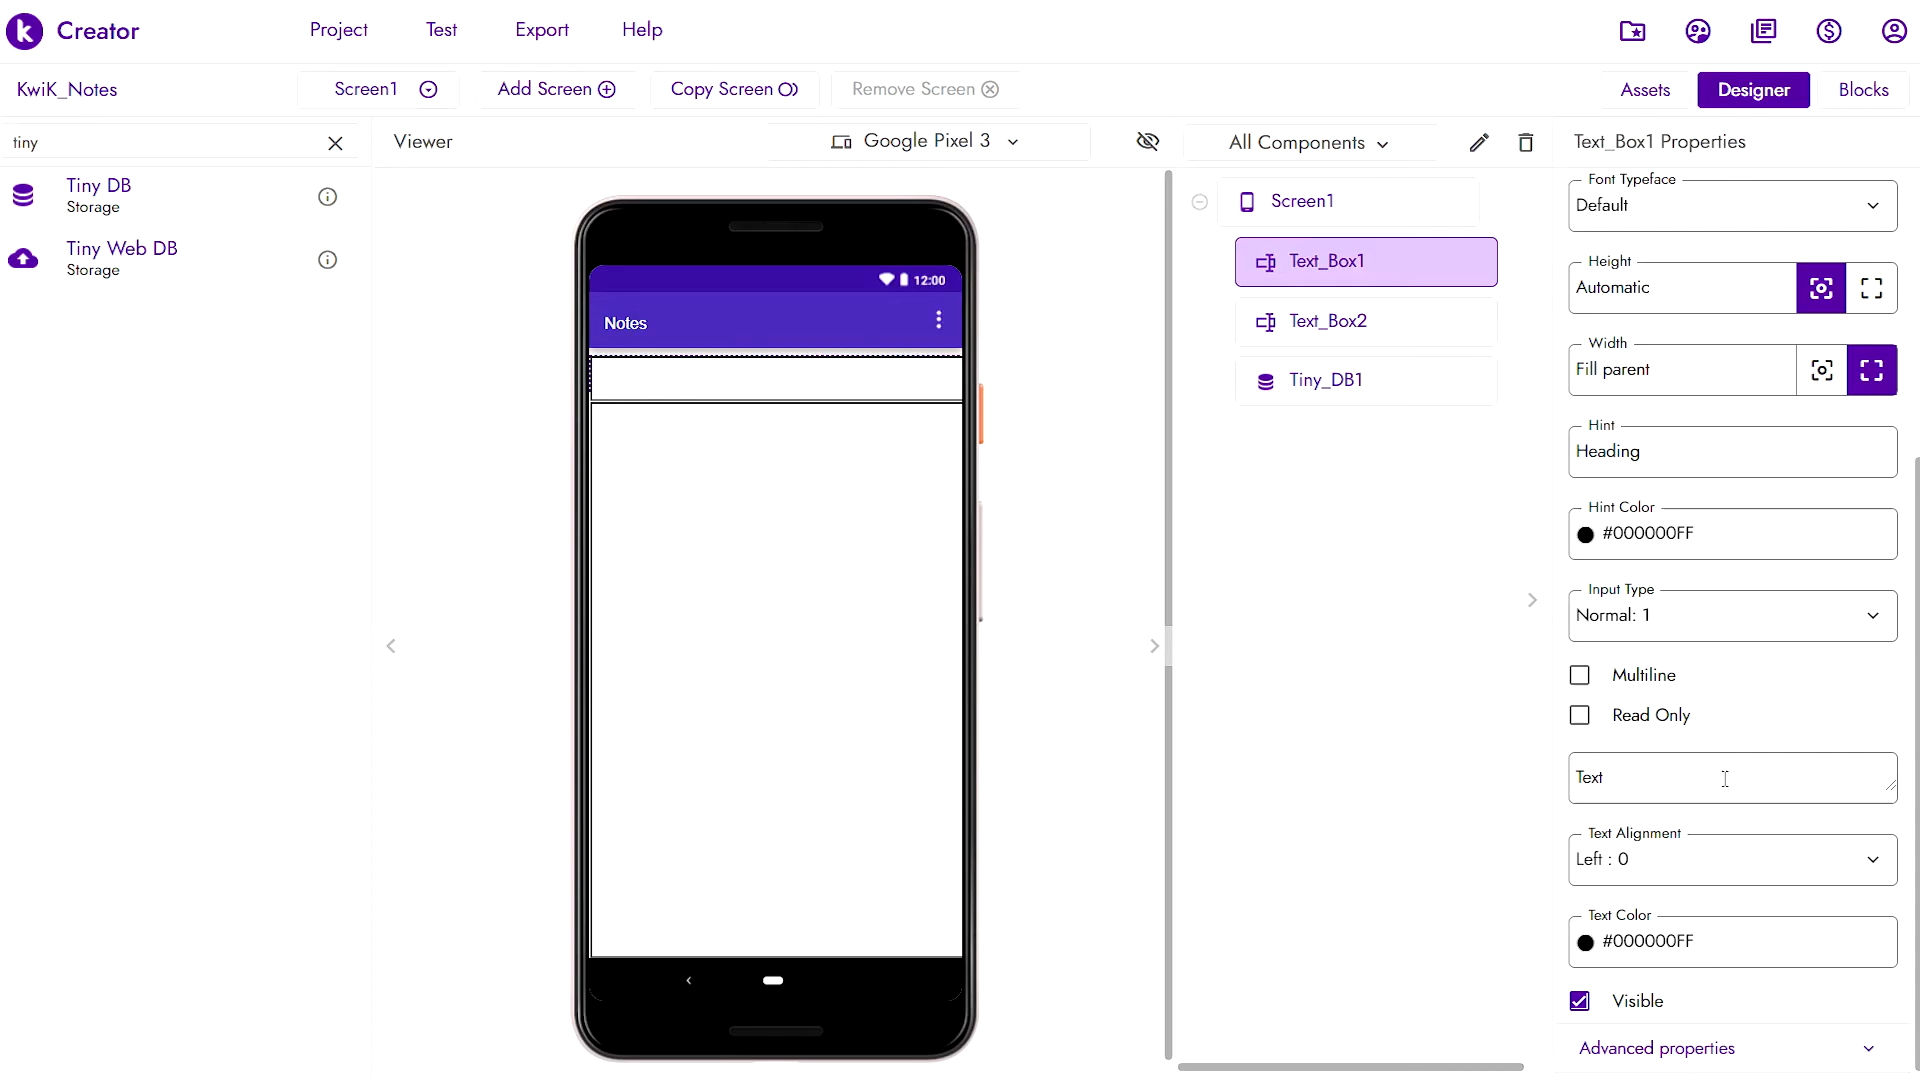 k Creator
Project
Test
Export
Help
KwiK_Notes
Screen1
Add Screen
Copy Screen
Remove Screen
Assets
Designer
Blocks
tiny
Tiny DB
Storage
Tiny Web DB
Storage
Viewer
Google Pixel 3
12:00
Notes
All Components
Screen1
Text_Box1
Text_Box2
Tiny_DB1
Text_Box1 Properties
Font Typeface
Default
Height
Automatic
Width
Fill parent
Hint
Heading
Hint Color
#000000FF
Input Type
Normal: 1
Multiline
Read Only
Text
Text Alignment
Left : 0
Text Color
#000000FF
Visible
Advanced properties